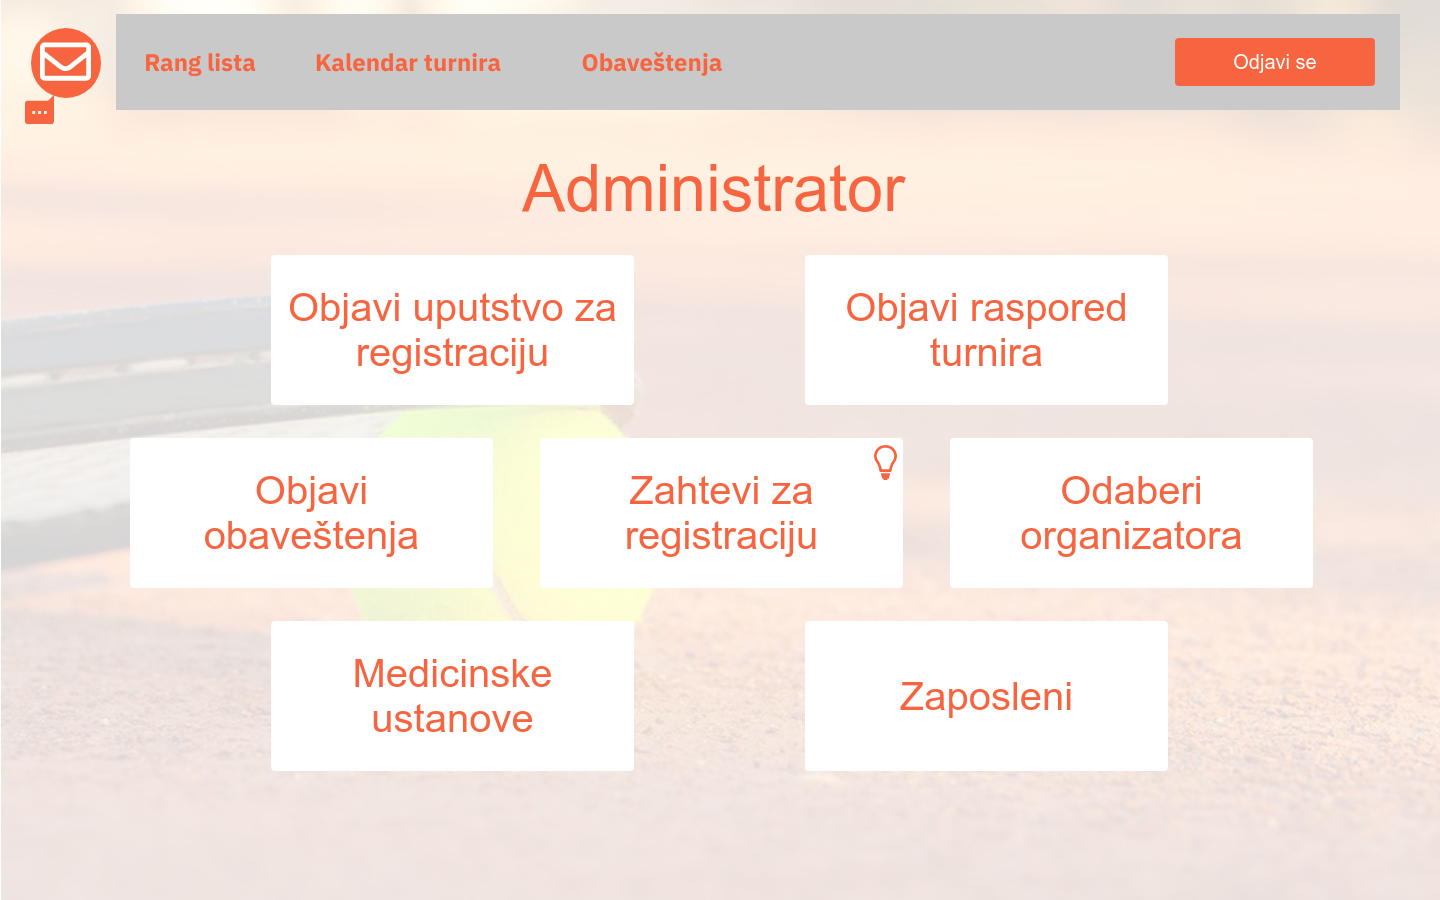 Rang lista
Kalendar turnira
Obaveštenja
Odjavi se
Administrator
Objavi uputstvo za
registraciju
Objavi raspored
turnira
Objavi
obaveštenja
Zahtevi za
registraciju
Odaberi
organizatora
Medicinske
ustanove
Zaposleni